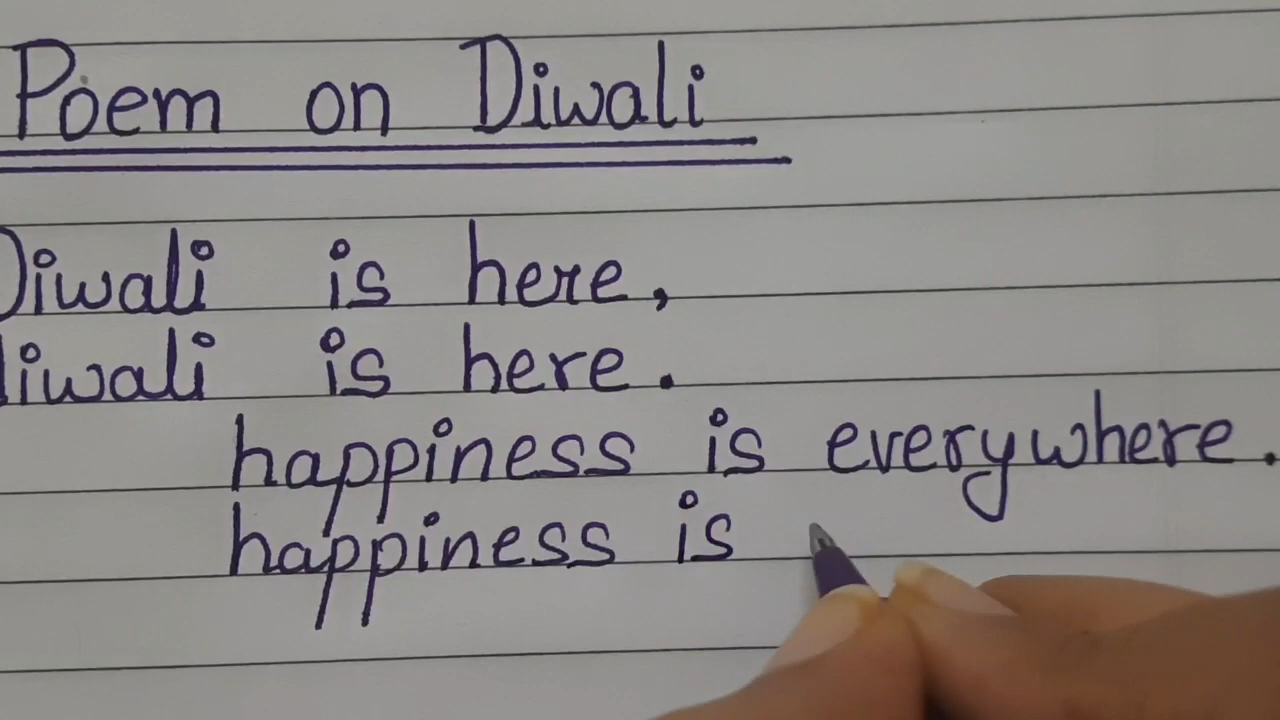 Poem on Diwali
Diwali is here,
diwali is here.
happiness is everywhere.
happiness is